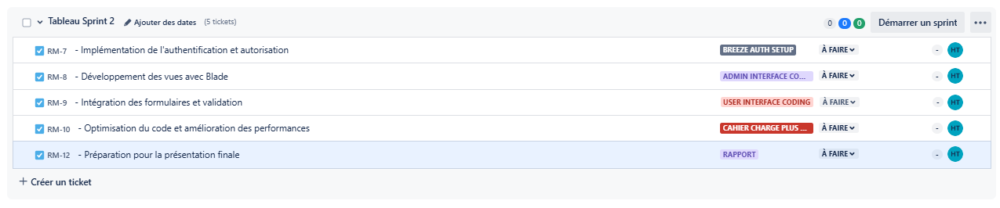 Tableau Sprint 2 Ajouter des dates (5 tickets) 0 0 0 Démarrer un sprint
RM-7 - Implémentation de l'authentification et autorisation BREEZE AUTH SETUP À FAIRE - HT
RM-8 - Développement des vues avec Blade ADMIN INTERFACE CO... À FAIRE - HT
RM-9 - Intégration des formulaires et validation USER INTERFACE CODING À FAIRE - HT
RM-10 - Optimisation du code et amélioration des performances CAHIER CHARGE PLUS ... À FAIRE - HT
RM-12 - Préparation pour la présentation finale RAPPORT À FAIRE - HT
+ Créer un ticket